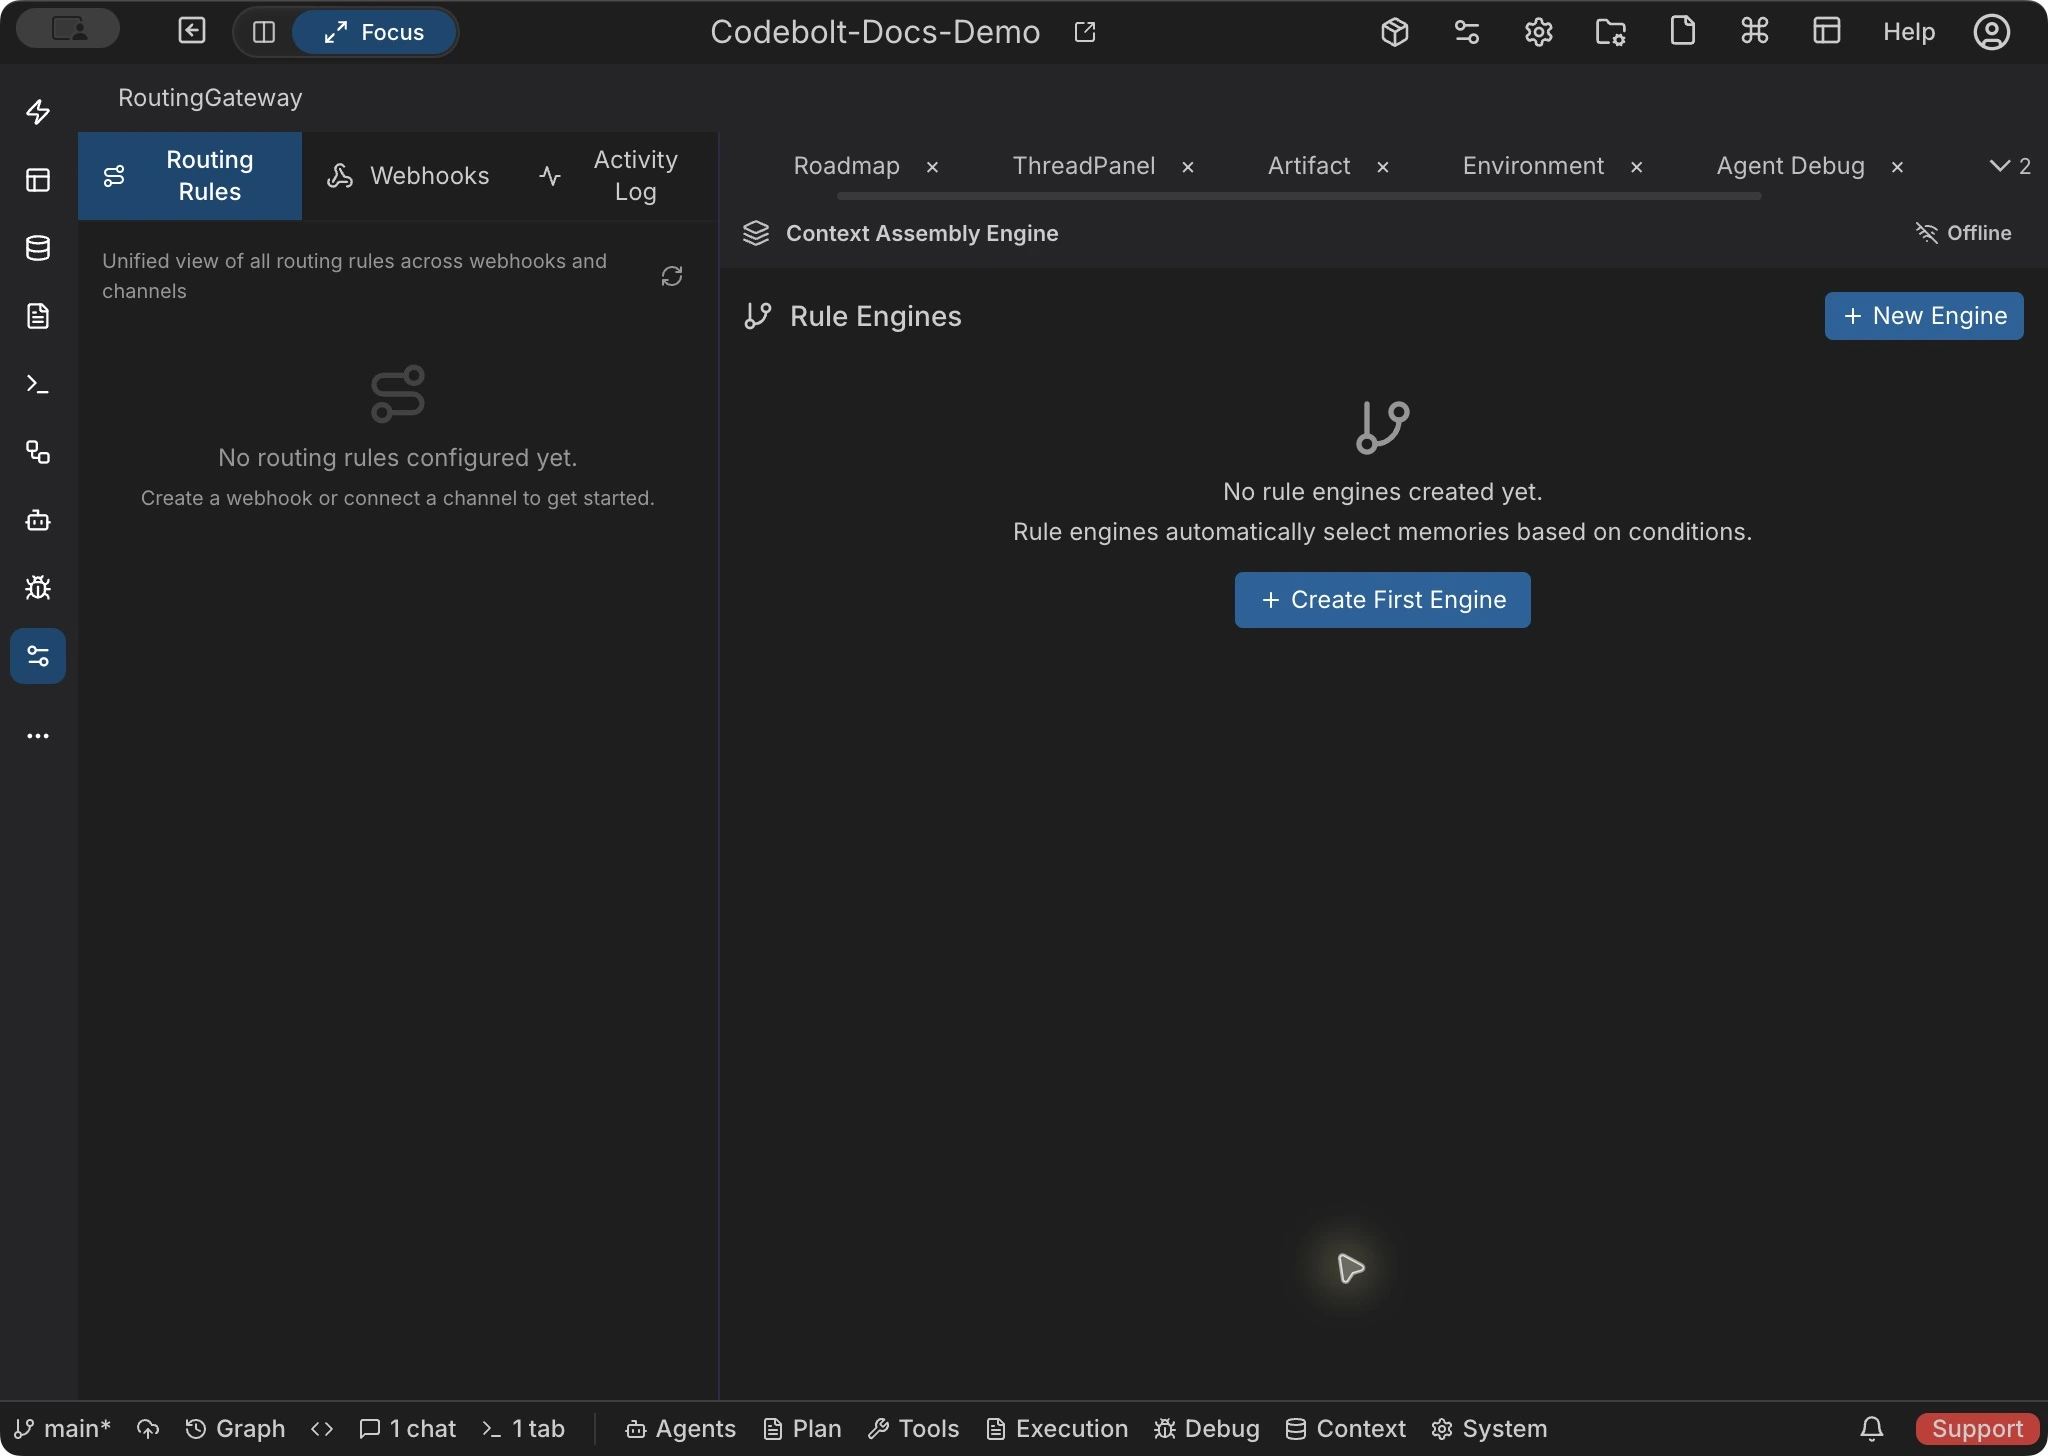 Focus
Codebolt-Docs-Demo
Help
RoutingGateway
Routing
Rules
Webhooks
Activity
Log
Unified view of all routing rules across webhooks and
channels
No routing rules configured yet.
Create a webhook or connect a channel to get started.
Roadmap
ThreadPanel
Artifact
Environment
Agent Debug
2
Context Assembly Engine
Offline
Rule Engines
+ New Engine
No rule engines created yet.
Rule engines automatically select memories based on conditions.
+ Create First Engine
main*
Graph
1 chat
1 tab
Agents
Plan
Tools
Execution
Debug
Context
System
Support